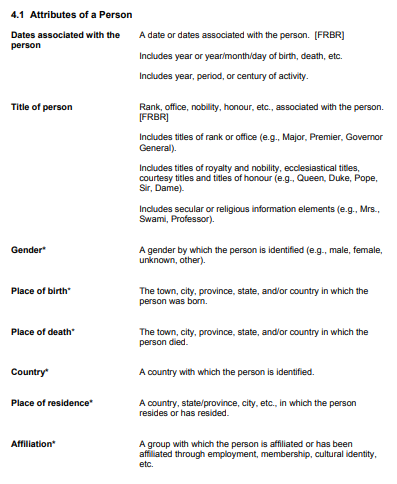 4.1 Attributes of a Person
Dates associated with the person
A date or dates associated with the person. [FRBR]
Includes year or year/month/day of birth, death, etc.
Includes year, period, or century of activity.
Title of person
Rank, office, nobility, honour, etc., associated with the person.
[FRBR]
Includes titles of rank or office (e.g., Major, Premier, Governor
General).
Includes titles of royalty and nobility, ecclesiastical titles,
courtesy titles and titles of honour (e.g., Queen, Duke, Pope,
Sir, Dame).
Includes secular or religious information elements (e.g., Mrs.,
Swami, Professor).
Gender*
A gender by which the person is identified (e.g., male, female,
unknown, other).
Place of birth*
The town, city, province, state, and/or country in which the
person was born.
Place of death*
The town, city, province, state, and/or country in which the
person died.
Country*
A country with which the person is identified.
Place of residence*
A country, state/province, city, etc., in which the person
resides or has resided.
Affiliation*
A group with which the person is affiliated or has been
affiliated through employment, membership, cultural identity,
etc.